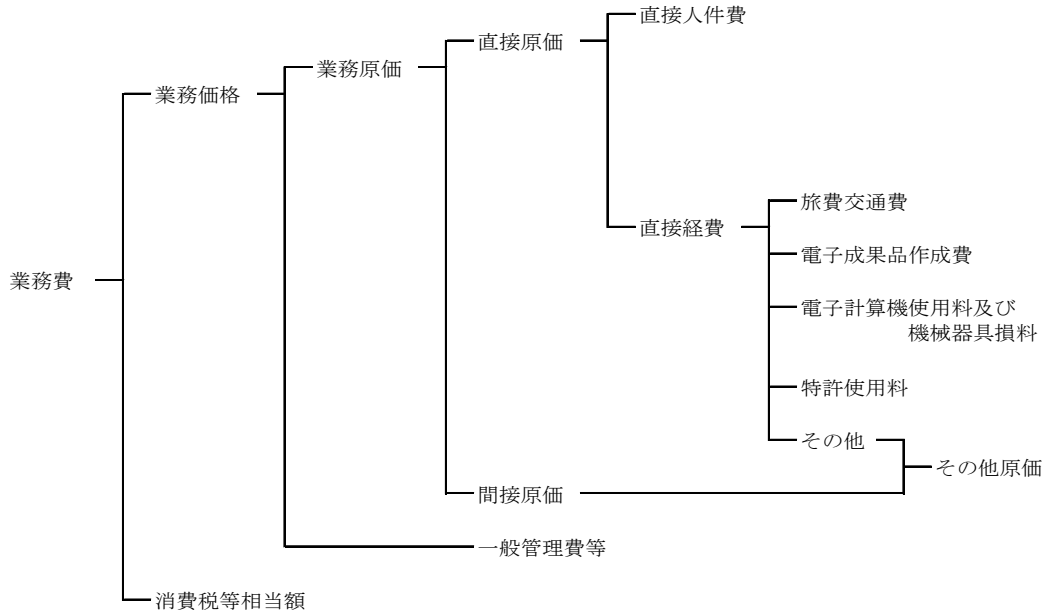 直接人件費
直接原価
業務原価
業務価格
旅費交通費
直接経費
電子成果品作成費
業務費
電子計算機使用料及び
機械器具損料
特許使用料
その他
その他原価
間接原価
一般管理費等
消費税等相当額